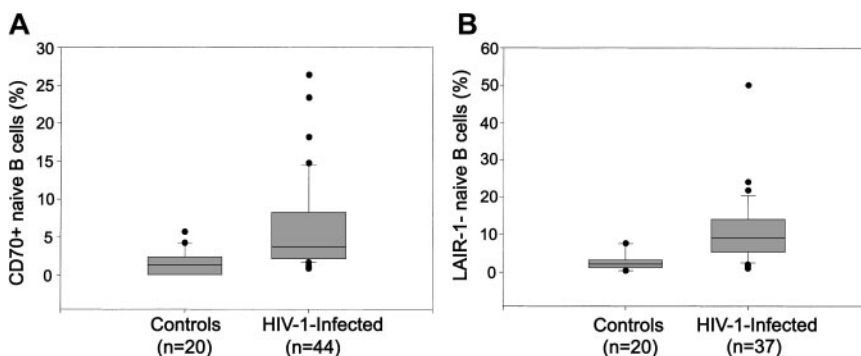 A
CD70+ naive B cells (%)
30
25
20
15
10
5
0
Controls
(n=20)
HIV-1-Infected
(n=44)
B
LAIR-1- naive B cells (%)
60
50
40
30
20
10
0
Controls
(n=20)
HIV-1-Infected
(n=37)